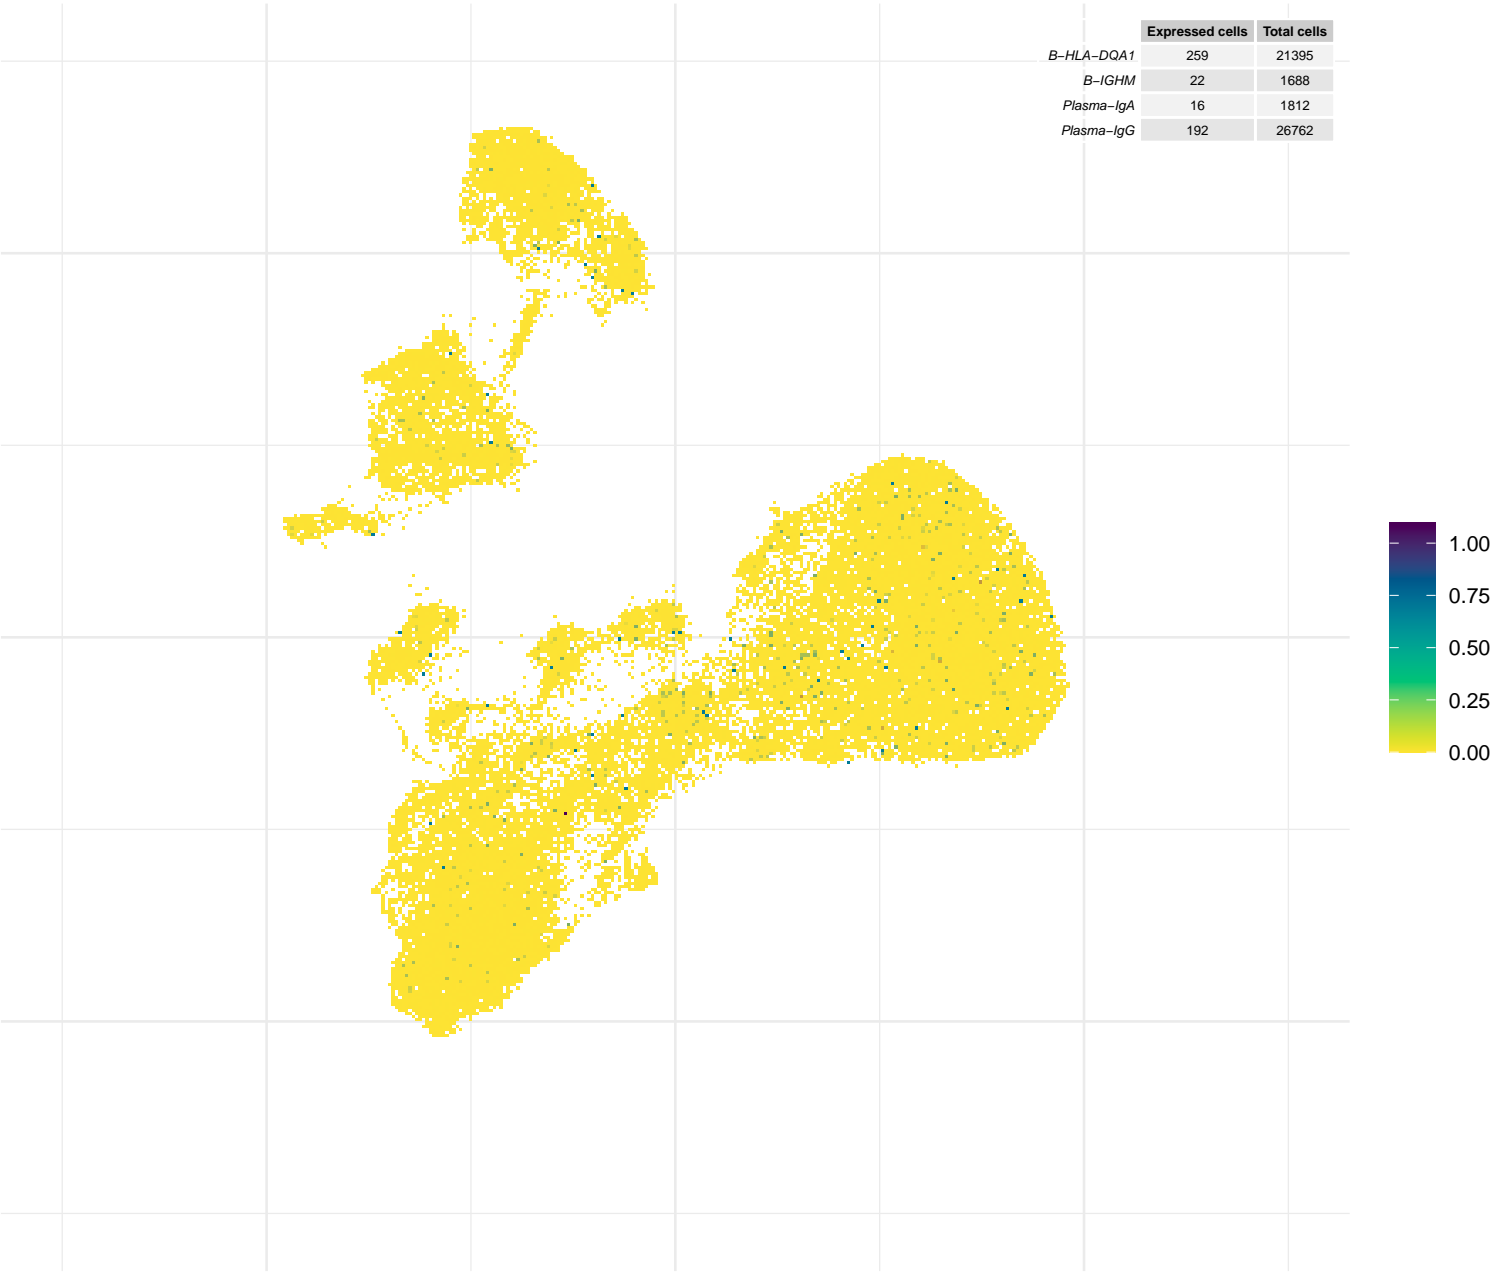 Expressed cells Total cells
B−HLA−DQA1 259 21395
B−IGHM 22 1688
Plasma−IgA 16 1812
Plasma−IgG 192 26762
1.00
0.75
0.50
0.25
0.00